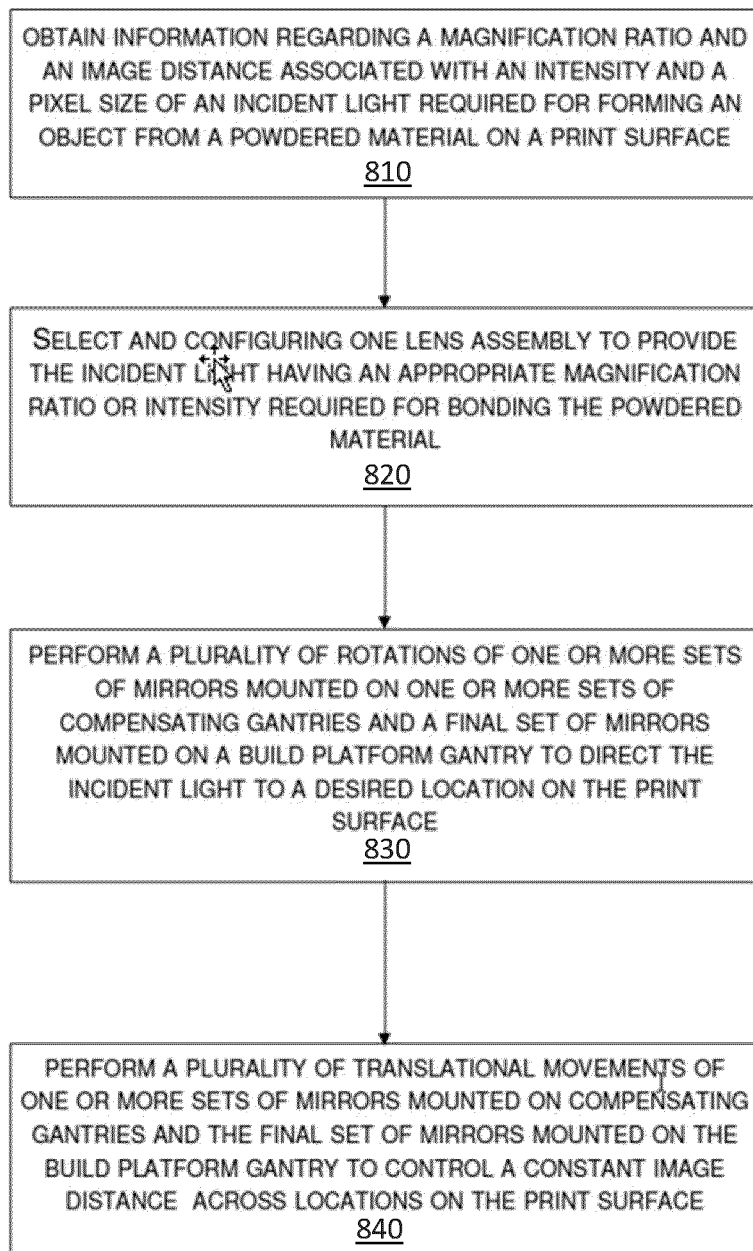 OBTAIN INFORMATION REGARDING A MAGNIFICATION RATIO AND
AN IMAGE DISTANCE ASSOCIATED WITH AN INTENSITY AND A
PIXEL SIZE OF AN INCIDENT LIGHT REQUIRED FOR FORMING AN
OBJECT FROM A POWDERED MATERIAL ON A PRINT SURFACE
810
SELECT AND CONFIGURING ONE LENS ASSEMBLY TO PROVIDE
THE INCIDENT LIGHT HAVING AN APPROPRIATE MAGNIFICATION
RATIO OR INTENSITY REQUIRED FOR BONDING THE POWDERED
MATERIAL
820
PERFORM A PLURALITY OF ROTATIONS OF ONE OR MORE SETS
OF MIRRORS MOUNTED ON ONE OR MORE SETS OF
COMPENSATING GANTRIES AND A FINAL SET OF MIRRORS
MOUNTED ON A BUILD PLATFORM GANTRY TO DIRECT THE
INCIDENT LIGHT TO A DESIRED LOCATION ON THE PRINT
SURFACE
830
PERFORM A PLURALITY OF TRANSLATIONAL MOVEMENTS OF
ONE OR MORE SETS OF MIRRORS MOUNTED ON COMPENSATING
GANTRIES AND THE FINAL SET OF MIRRORS MOUNTED ON THE
BUILD PLATFORM GANTRY TO CONTROL A CONSTANT IMAGE
DISTANCE ACROSS LOCATIONS ON THE PRINT SURFACE
840